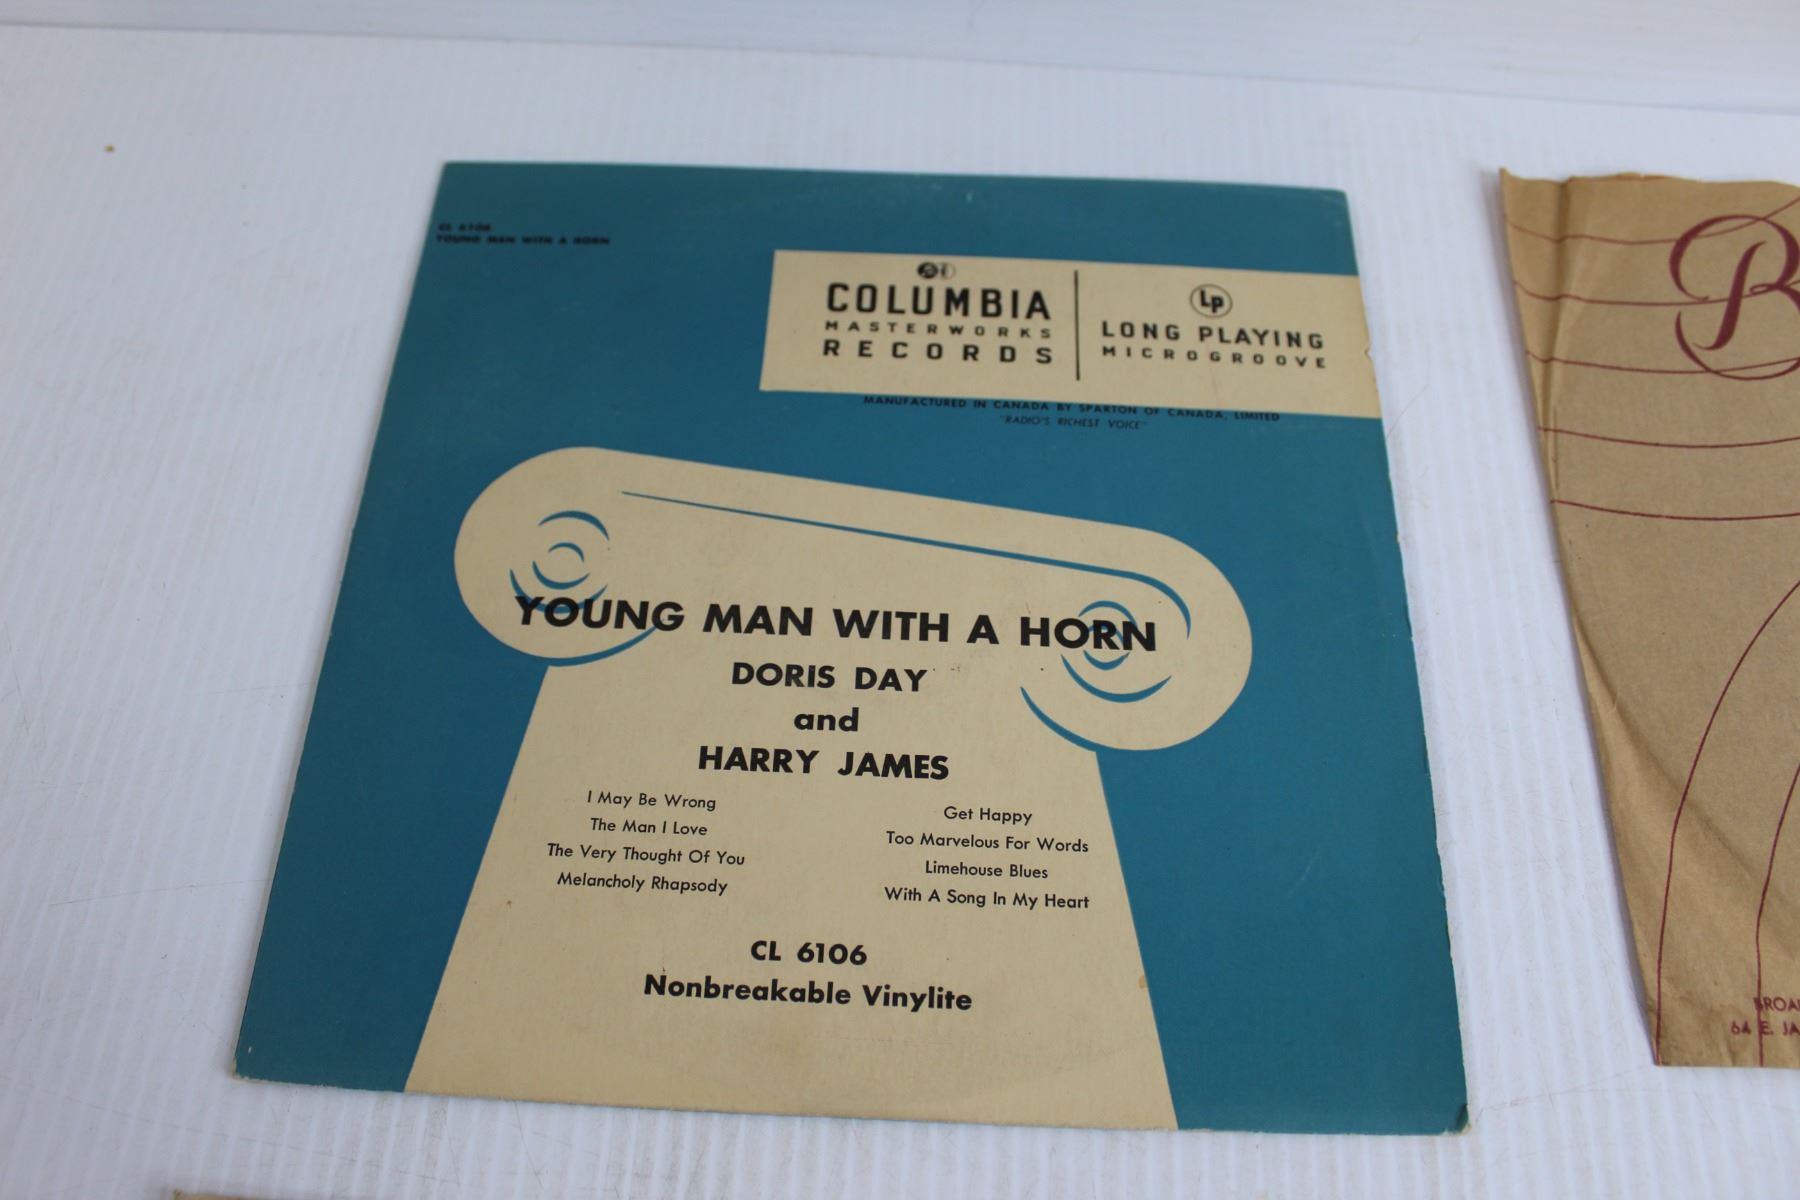 CL 6106
YOUNG MAN WITH A HORN
COLUMBIA
MASTERWORKS
RECORDS
LP
LONG PLAYING
MICROGROOVE
MANUFACTURED IN CANADA BY SPARTON OF CANADA, LIMITED
"RADIO'S RICHEST VOICE"
YOUNG MAN WITH A HORN
DORIS DAY
and
HARRY JAMES
I May Be Wrong
The Man I Love
The Very Thought Of You
Melancholy Rhapsody
Get Happy
Too Marvelous For Words
Limehouse Blues
With A Song In My Heart
CL 6106
Nonbreakable Vinylite
B
64 E. JA